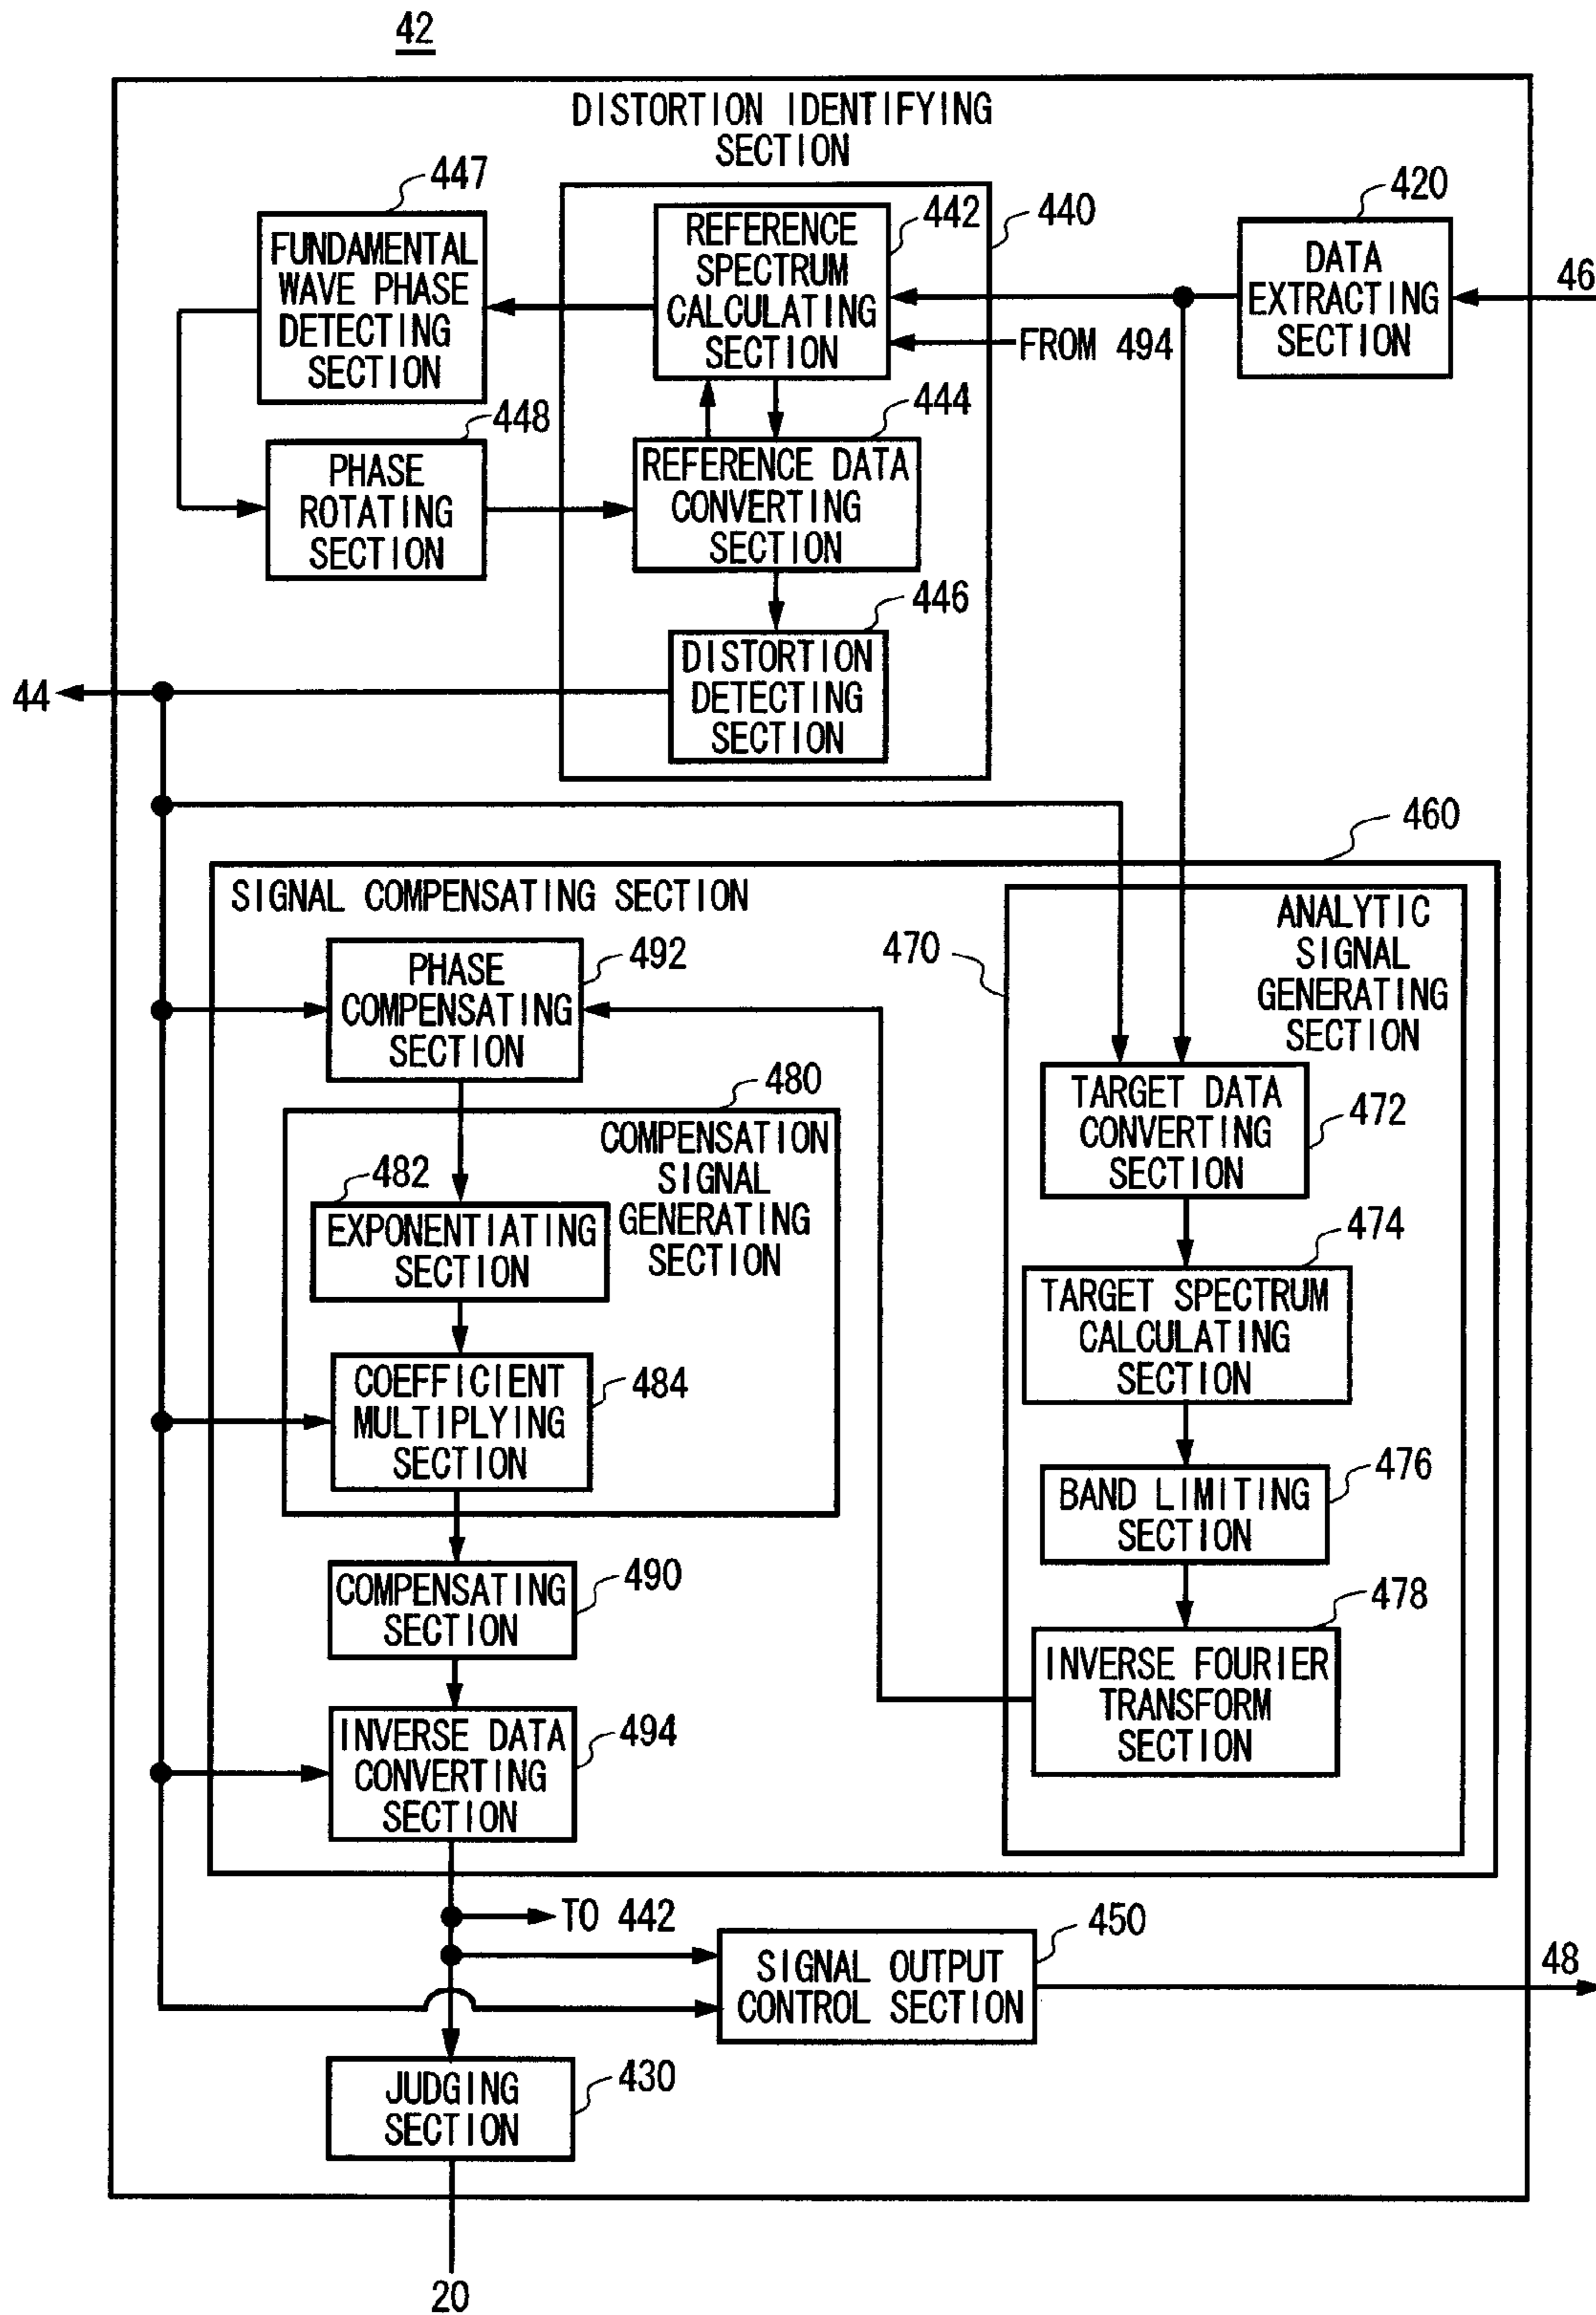 42
DISTORTION IDENTIFYING
SECTION
447
FUNDAMENTAL
WAVE PHASE
DETECTING
SECTION
442
REFERENCE
SPECTRUM
CALCULATING
SECTION
440
420
DATA
EXTRACTING
SECTION
46
FROM 494
448
PHASE
ROTATING
SECTION
444
REFERENCE DATA
CONVERTING
SECTION
446
DISTORTION
DETECTING
SECTION
44
460
SIGNAL COMPENSATING SECTION
492
PHASE
COMPENSATING
SECTION
470
ANALYTIC
SIGNAL
GENERATING
SECTION
472
TARGET DATA
CONVERTING
SECTION
480
COMPENSATION
SIGNAL
GENERATING
SECTION
482
EXPONENTIATING
SECTION
474
TARGET SPECTRUM
CALCULATING
SECTION
484
COEFFICIENT
MULTIPLYING
SECTION
476
BAND LIMITING
SECTION
490
COMPENSATING
SECTION
478
INVERSE FOURIER
TRANSFORM
SECTION
494
INVERSE DATA
CONVERTING
SECTION
TO 442
450
SIGNAL OUTPUT
CONTROL SECTION
48
430
JUDGING
SECTION
20